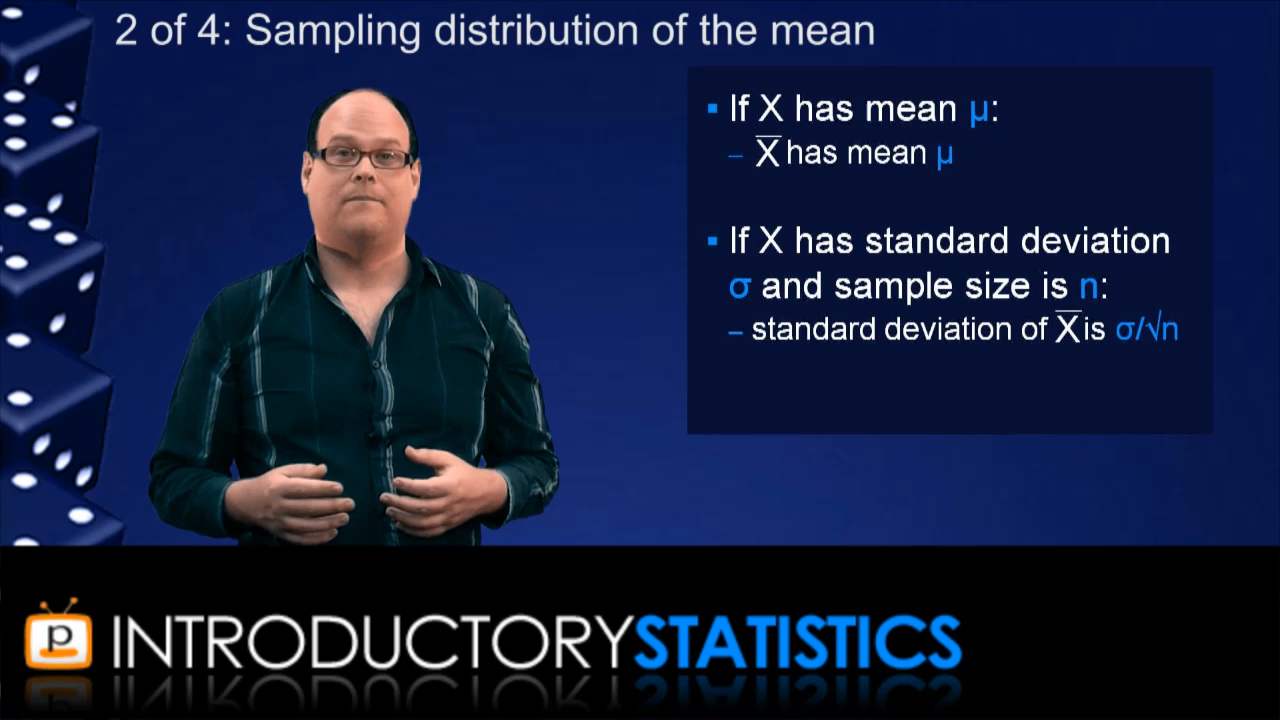 2 of 4: Sampling distribution of the mean
▪ If X has mean μ:
– X̅ has mean μ
▪ If X has standard deviation
σ and sample size is n:
– standard deviation of X̅ is σ/√n
p INTRODUCTORYSTATISTICS